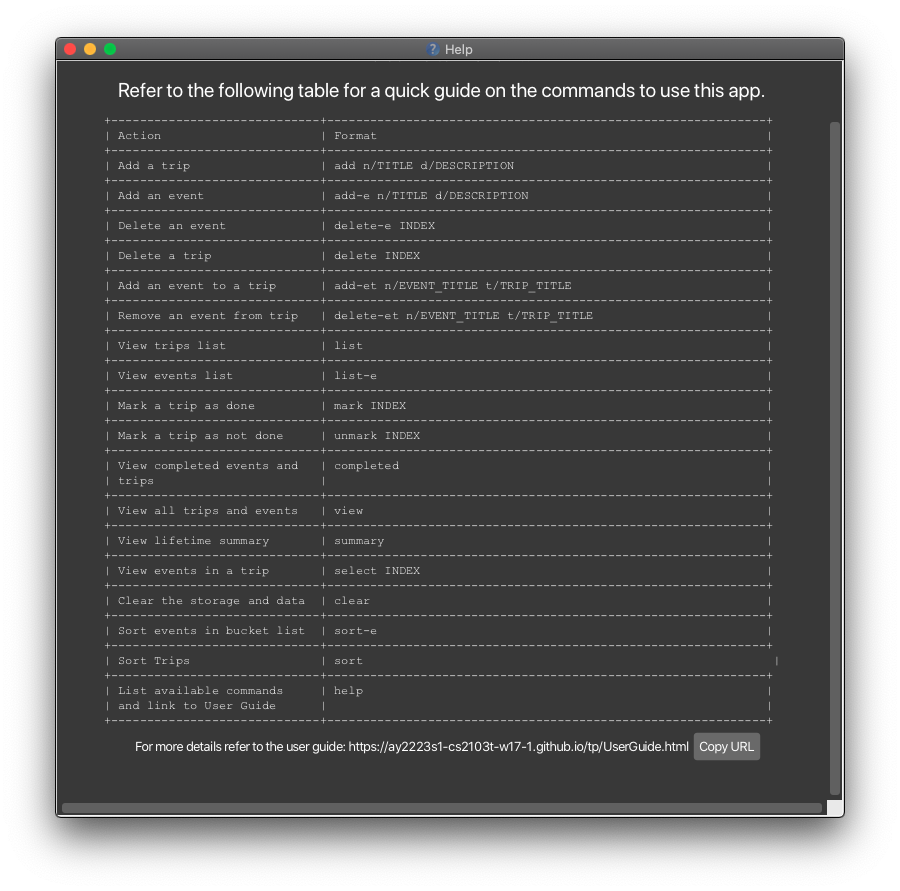 Help
Refer to the following table for a quick guide on the commands to use this app.
+-----------------------------+-------------------------------------------------------------+
| Action | Format |
+-----------------------------+-------------------------------------------------------------+
| Add a trip | add n/TITLE d/DESCRIPTION |
+-----------------------------+-------------------------------------------------------------+
| Add an event | add-e n/TITLE d/DESCRIPTION |
+-----------------------------+-------------------------------------------------------------+
| Delete an event | delete-e INDEX |
+-----------------------------+-------------------------------------------------------------+
| Delete a trip | delete INDEX |
+-----------------------------+-------------------------------------------------------------+
| Add an event to a trip | add-et n/EVENT_TITLE t/TRIP_TITLE |
+-----------------------------+-------------------------------------------------------------+
| Remove an event from trip | delete-et n/EVENT_TITLE t/TRIP_TITLE |
+-----------------------------+-------------------------------------------------------------+
| View trips list | list |
+-----------------------------+-------------------------------------------------------------+
| View events list | list-e |
+-----------------------------+-------------------------------------------------------------+
| Mark a trip as done | mark INDEX |
+-----------------------------+-------------------------------------------------------------+
| Mark a trip as not done | unmark INDEX |
+-----------------------------+-------------------------------------------------------------+
| View completed events and | completed |
| trips | |
+-----------------------------+-------------------------------------------------------------+
| View all trips and events | view |
+-----------------------------+-------------------------------------------------------------+
| View lifetime summary | summary |
+-----------------------------+-------------------------------------------------------------+
| View events in a trip | select INDEX |
+-----------------------------+-------------------------------------------------------------+
| Clear the storage and data | clear |
+-----------------------------+-------------------------------------------------------------+
| Sort events in bucket list | sort-e |
+-----------------------------+-------------------------------------------------------------+
| Sort Trips | sort |
+-----------------------------+-------------------------------------------------------------+
| List available commands | help |
| and link to User Guide | |
+-----------------------------+-------------------------------------------------------------+
For more details refer to the user guide: https://ay2223s1-cs2103t-w17-1.github.io/tp/UserGuide.html Copy URL